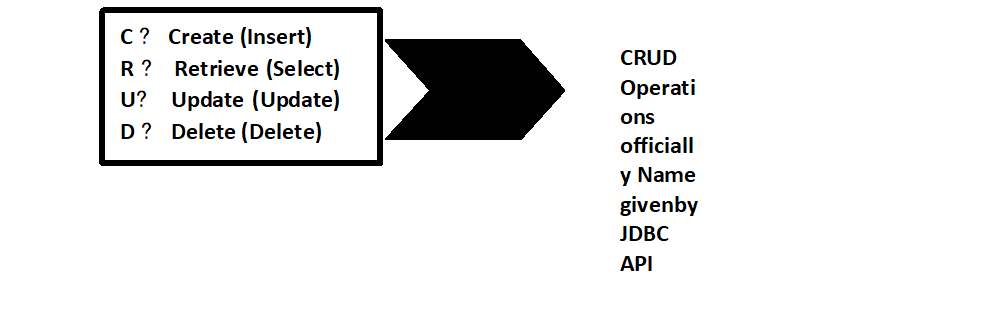 C ? Create (Insert)
R ? Retrieve (Select)
U? Update (Update)
D ? Delete (Delete)
CRUD
Operati
ons
officiall
y Name
givenby
JDBC
API